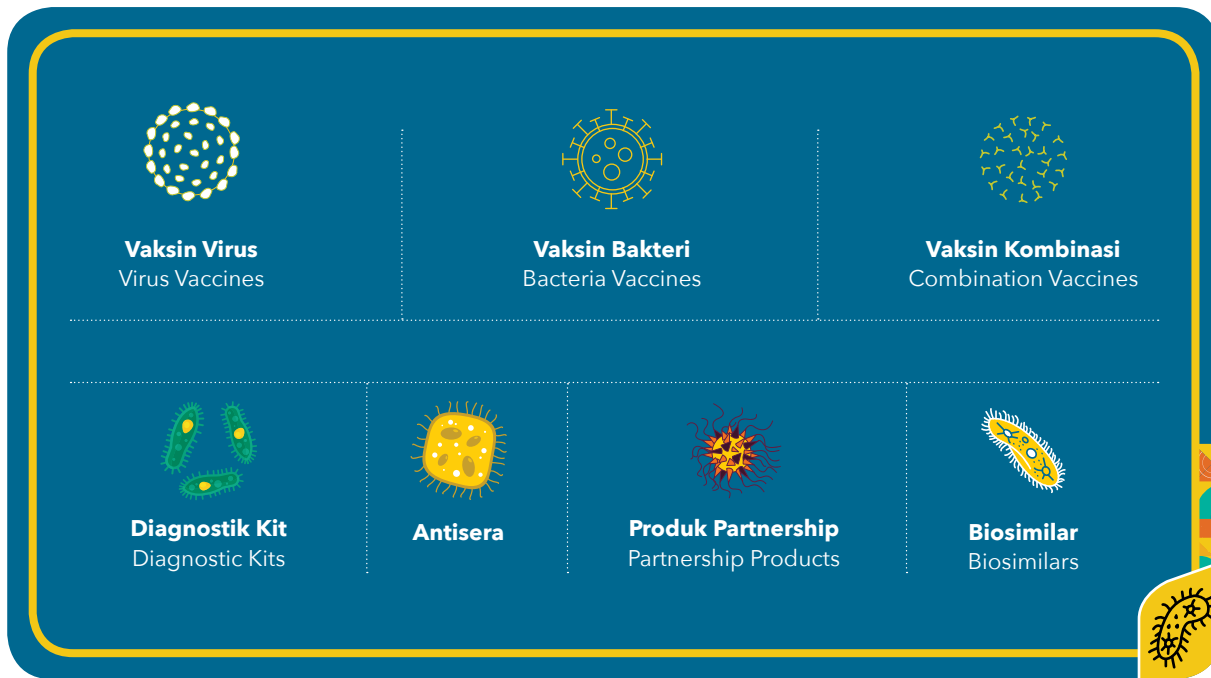 Vaksin Virus
Virus Vaccines
Vaksin Bakteri
Bacteria Vaccines
Vaksin Kombinasi
Combination Vaccines
Diagnostik Kit
Diagnostic Kits
Antisera
Produk Partnership
Partnership Products
Biosimilar
Biosimilars